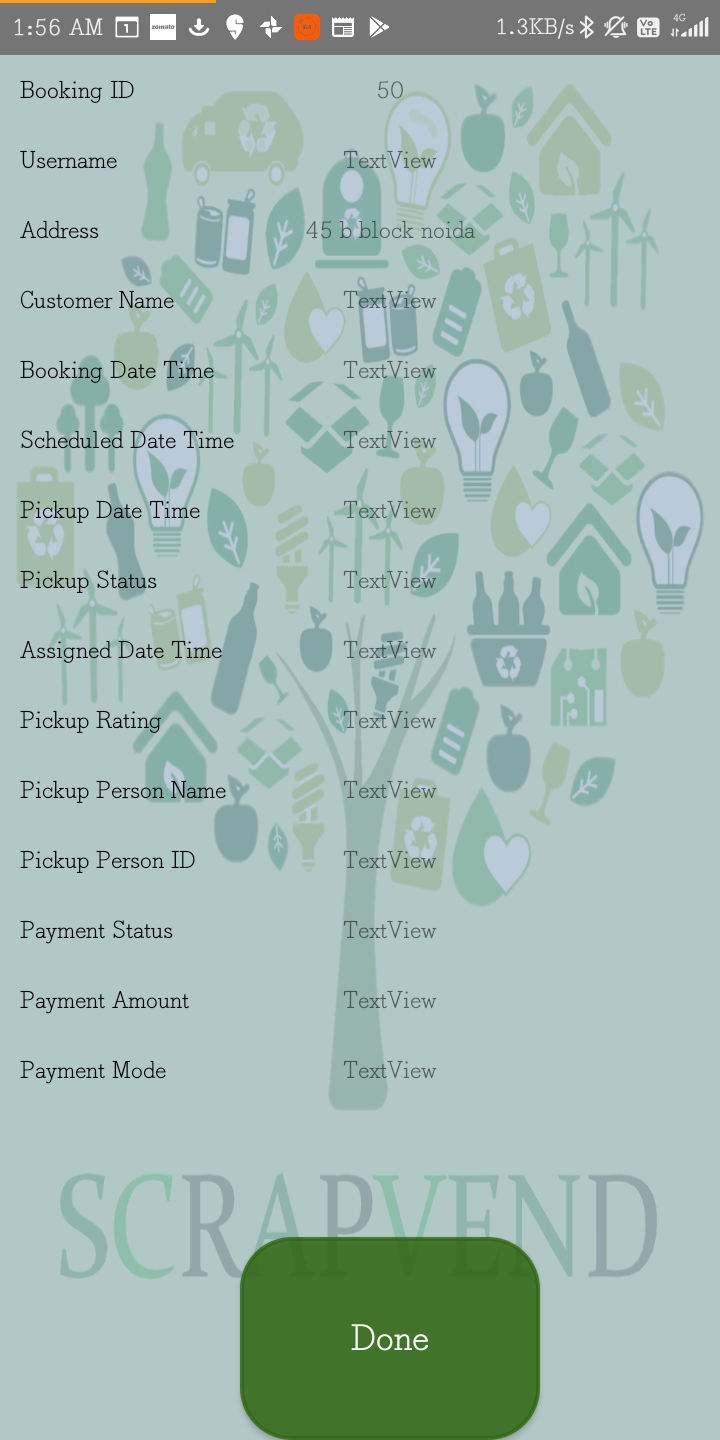 1:56 AM 1 zomato 1.3KB/s Vo LTE 4G
Booking ID 50
Username TextView
Address 45 b block noida
Customer Name TextView
Booking Date Time TextView
Scheduled Date Time TextView
Pickup Date Time TextView
Pickup Status TextView
Assigned Date Time TextView
Pickup Rating TextView
Pickup Person Name TextView
Pickup Person ID TextView
Payment Status TextView
Payment Amount TextView
Payment Mode TextView
SCRAPVEND
Done